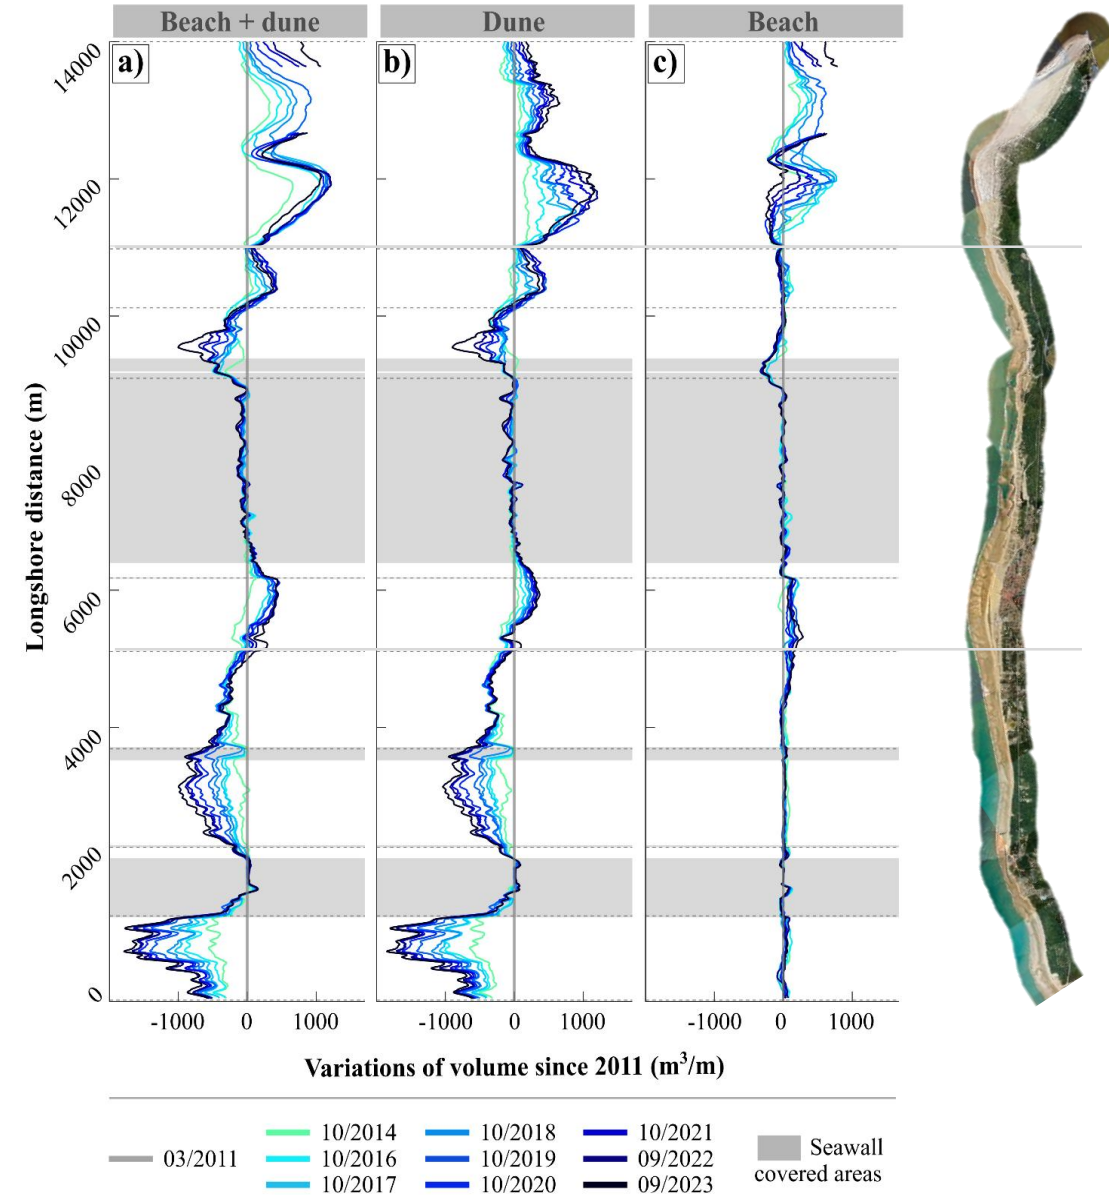 Beach + dune Dune Beach
a) b) c)
14000
12000
10000
8000
6000
4000
2000
0
Longshore distance (m)
-1000 0 1000 -1000 0 1000 -1000 0 1000
Variations of volume since 2011 (m³/m)
10/2014 10/2018 10/2021
03/2011 10/2016 10/2019 09/2022 Seawall
10/2017 10/2020 09/2023 covered areas